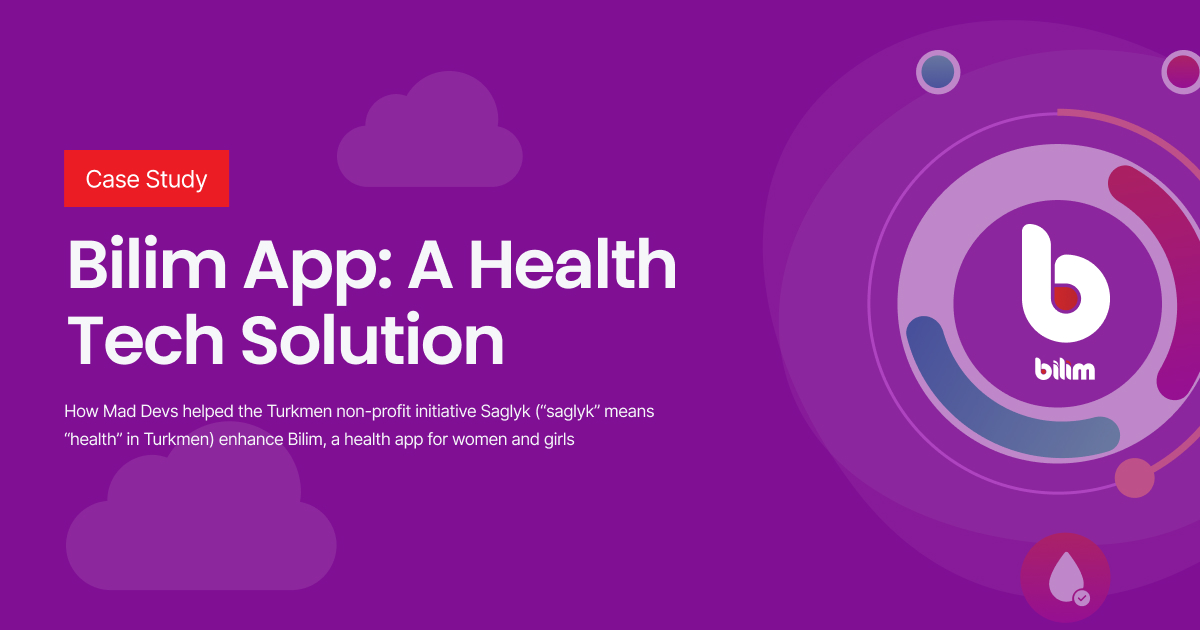 Case Study
Bilim App: A Health
Tech Solution
How Mad Devs helped the Turkmen non-profit initiative Saglyk (“saglyk” means
“health” in Turkmen) enhance Bilim, a health app for women and girls
b
bilim